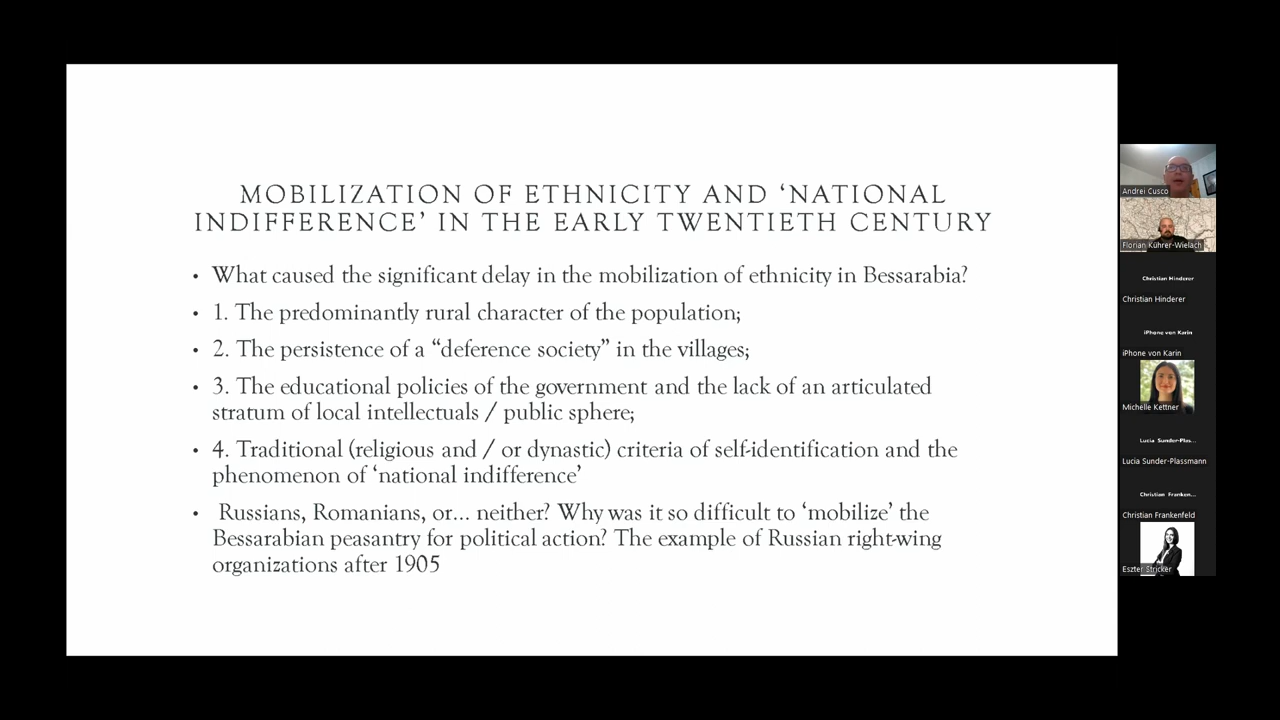 MOBILIZATION OF ETHNICITY AND ‘NATIONAL
INDIFFERENCE’ IN THE EARLY TWENTIETH CENTURY
• What caused the significant delay in the mobilization of ethnicity in Bessarabia?
• 1. The predominantly rural character of the population;
• 2. The persistence of a “deference society” in the villages;
• 3. The educational policies of the government and the lack of an articulated
stratum of local intellectuals / public sphere;
• 4. Traditional (religious and / or dynastic) criteria of self-identification and the
phenomenon of ‘national indifference’
• Russians, Romanians, or… neither? Why was it so difficult to ‘mobilize’ the
Bessarabian peasantry for political action? The example of Russian right-wing
organizations after 1905
Andrei Cusco
Florian Kührer-Wielach
Christian Hinderer
Christian Hinderer
iPhone von Karin
iPhone von Karin
Michelle Kettner
Lucia Sunder-Plas...
Lucia Sunder-Plassmann
Christian Franken...
Christian Frankenfeld
Eszter Stricker